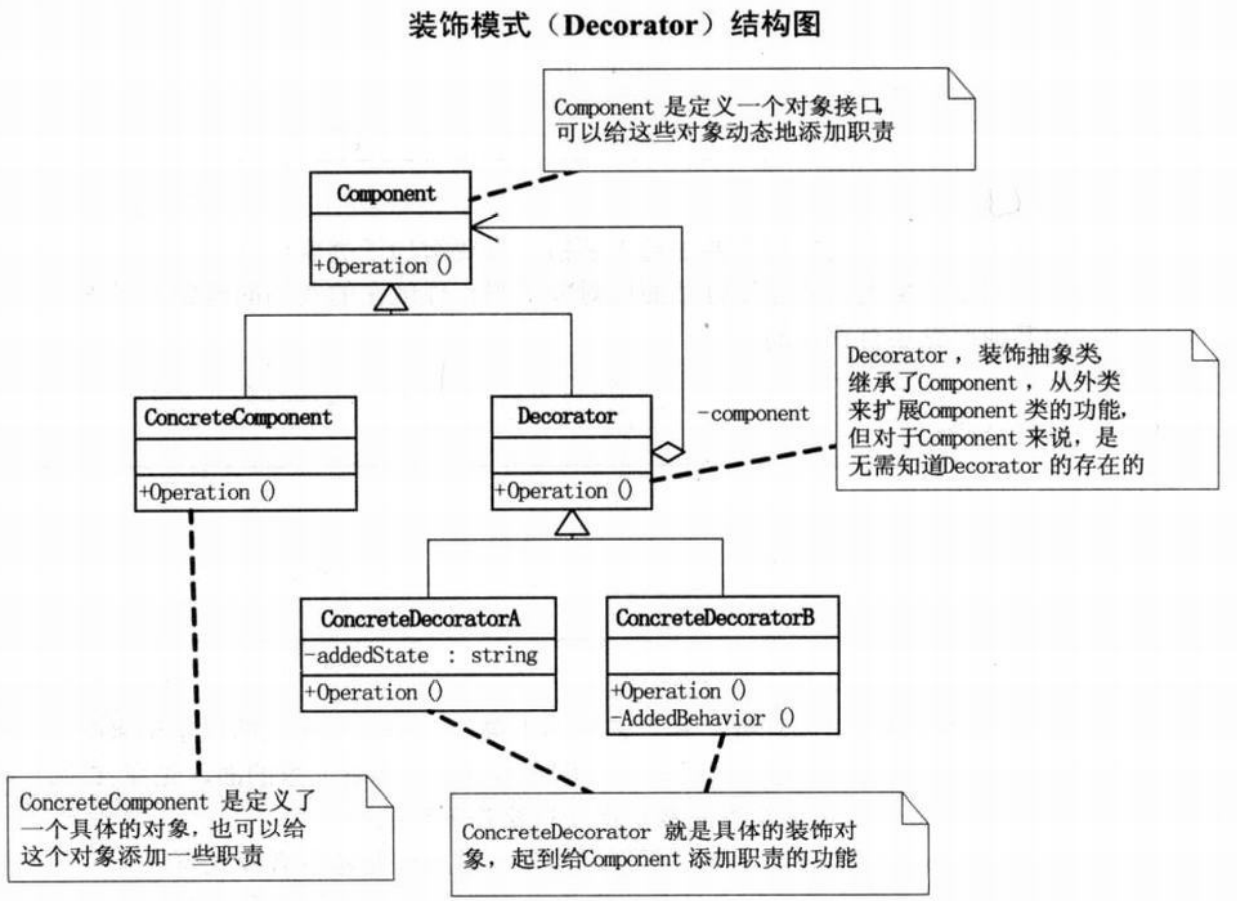 装饰模式（Decorator）结构图
Component 是定义一个对象接口,
可以给这些对象动态地添加职责
Component
+Operation ()
Decorator , 装饰抽象类,
继承了Component , 从外类
来扩展Component 类的功能,
但对于Component 来说, 是
无需知道Decorator 的存在的
ConcreteComponent
+Operation ()
Decorator
+Operation ()
-component
ConcreteDecoratorA
-addedState : string
+Operation ()
ConcreteDecoratorB
+Operation ()
-AddedBehavior ()
ConcreteComponent 是定义了
一个具体的对象, 也可以给
这个对象添加一些职责
ConcreteDecorator 就是具体的装饰对
象, 起到给Component 添加职责的功能